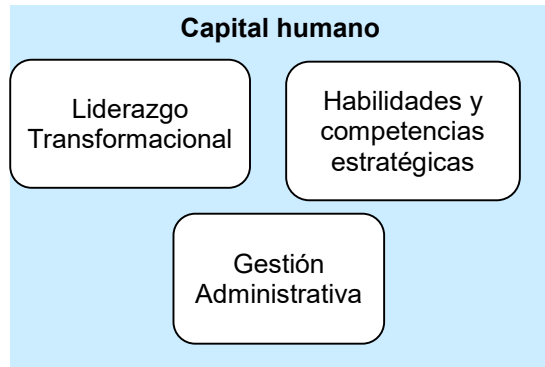 Capital humano
Liderazgo
Transformacional
Habilidades y
competencias
estratégicas
Gestión
Administrativa